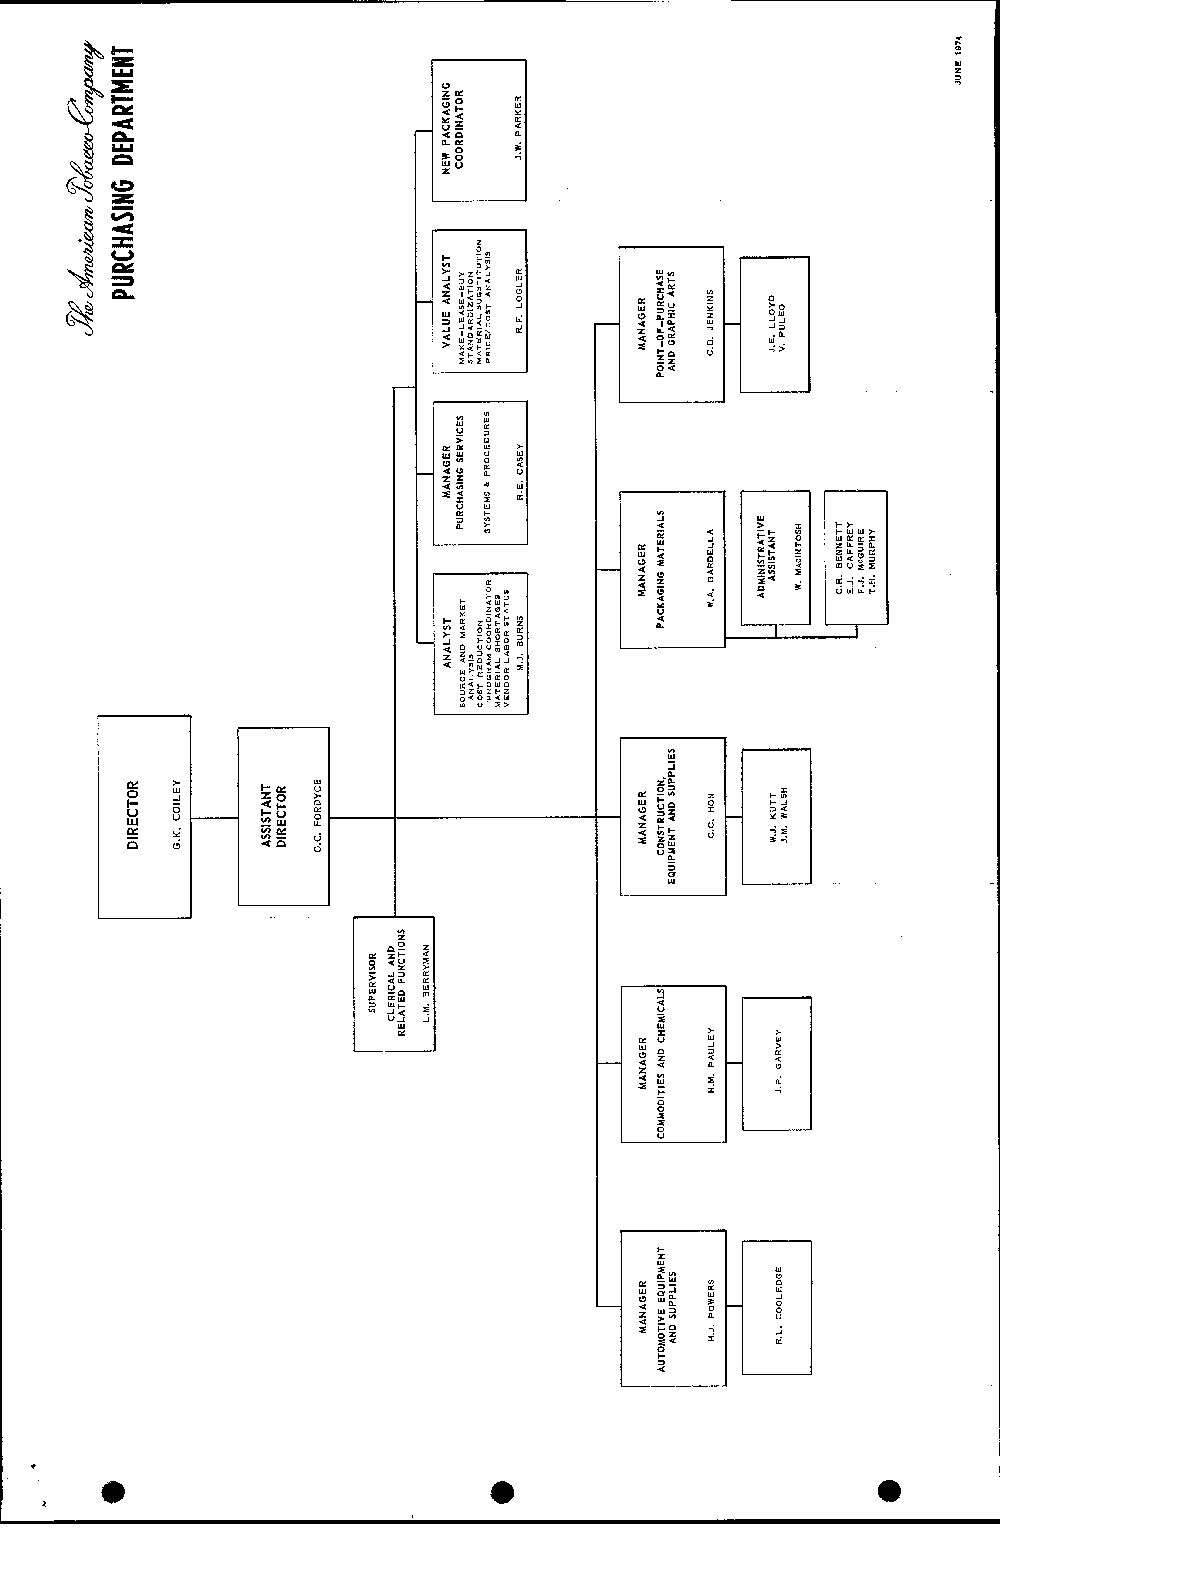 The American Tobacco Company
PURCHASING DEPARTMENT
DIRECTOR
G.K. COILEY
ASSISTANT
DIRECTOR
C.C. FORDYCE
SUPERVISOR
CLERICAL AND
RELATED FUNCTIONS
L.M. BERRYMAN
ANALYST
SOURCE AND MARKET
ANALYSIS
COST REDUCTION
PROGRAM COORDINATOR
MATERIAL SHORTAGES
VENDOR LABOR STATUS
M.J. BURNS
MANAGER
PURCHASING SERVICES
SYSTEMS & PROCEDURES
R.E. CASEY
VALUE ANALYST
MAKE-LEASE-BUY
STANDARDIZATION
MATERIAL SUBSTITUTION
PRICE/COST ANALYSIS
R.F. LOGLER
NEW PACKAGING
COORDINATOR
J.W. PARKER
MANAGER
AUTOMOTIVE EQUIPMENT
AND SUPPLIES
H.J. POWERS
R.L. COOLEDGE
MANAGER
COMMODITIES AND CHEMICALS
H.M. PAULEY
J.P. GARVEY
MANAGER
CONSTRUCTION,
EQUIPMENT AND SUPPLIES
C.C. HON
W.J. KUTT
J.M. WALSH
MANAGER
PACKAGING MATERIALS
W.A. GARDELLA
ADMINISTRATIVE
ASSISTANT
W. MACINTOSH
C.R. BENNETT
E.J. CAFFREY
F.J. McGUIRE
T.H. MURPHY
MANAGER
POINT-OF-PURCHASE
AND GRAPHIC ARTS
C.D. JENKINS
J.E. LLOYD
V. PULEO
JUNE 1974